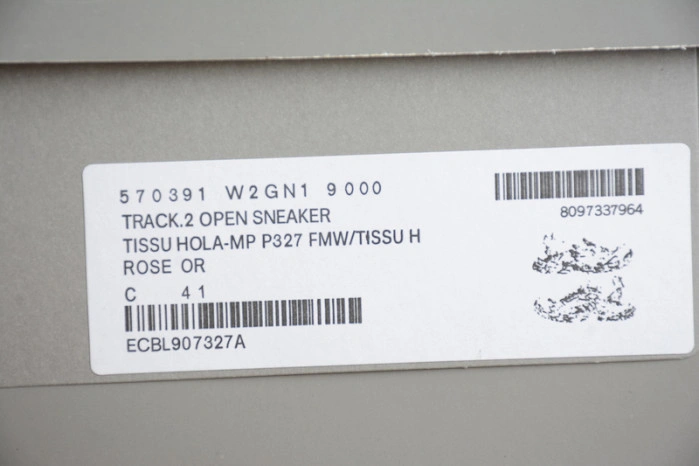 570391 W2GN1 9000
TRACK.2 OPEN SNEAKER
TISSU HOLA-MP P327 FMW/TISSU H
ROSE OR
C 41
ECBL907327A
8097337964